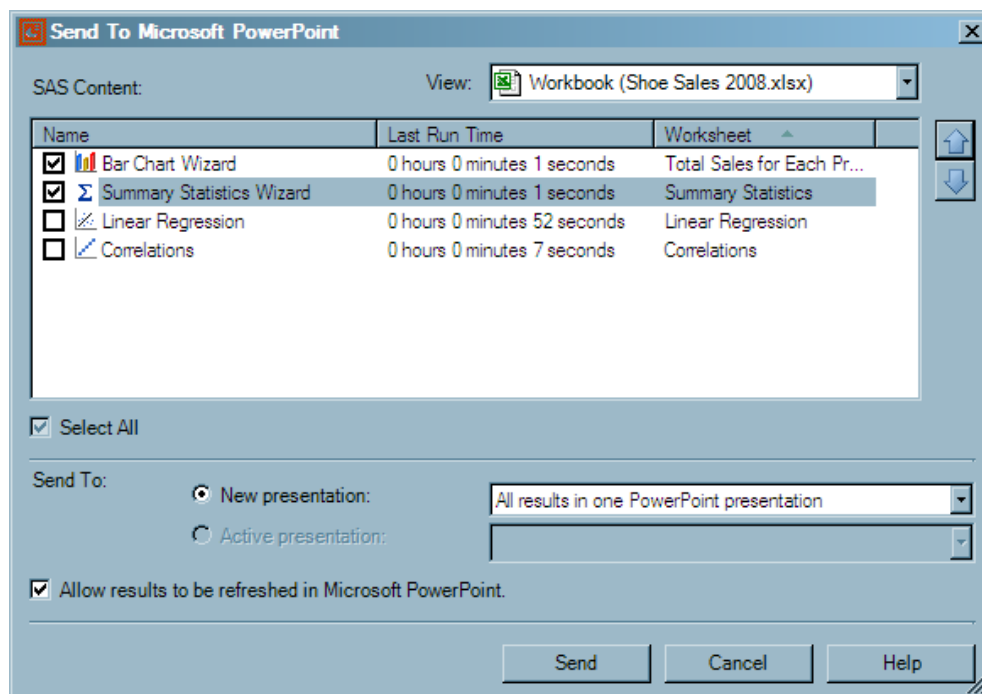 Send To Microsoft PowerPoint
SAS Content:
View: Workbook (Shoe Sales 2008.xlsx)
Name Last Run Time Worksheet
Bar Chart Wizard 0 hours 0 minutes 1 seconds Total Sales for Each Pr...
Summary Statistics Wizard 0 hours 0 minutes 1 seconds Summary Statistics
Linear Regression 0 hours 0 minutes 52 seconds Linear Regression
Correlations 0 hours 0 minutes 7 seconds Correlations
Select All
Send To:
New presentation: All results in one PowerPoint presentation
Active presentation:
Allow results to be refreshed in Microsoft PowerPoint.
Send Cancel Help